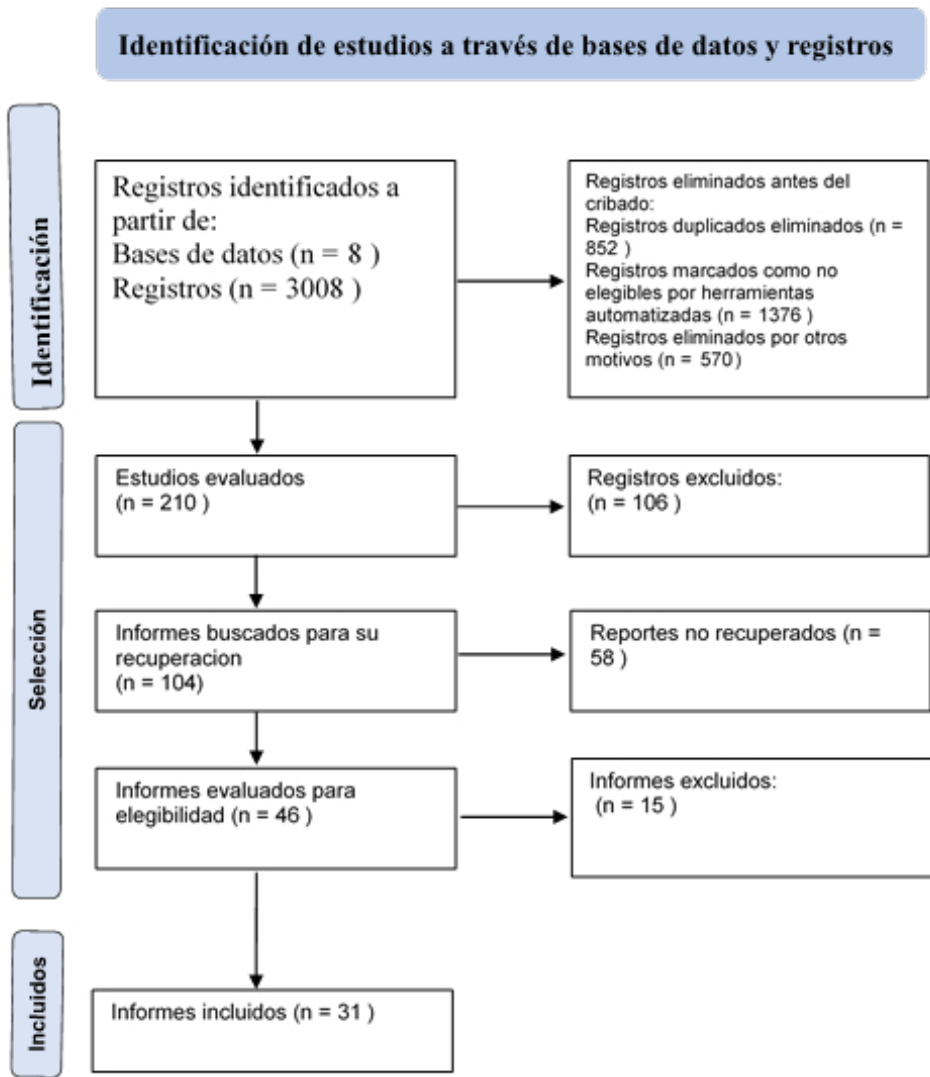 Identificación de estudios a través de bases de datos y registros
Identificación
Registros identificados a
partir de:
Bases de datos (n = 8 )
Registros (n = 3008 )
Registros eliminados antes del
cribado:
Registros duplicados eliminados (n =
852 )
Registros marcados como no
elegibles por herramientas
automatizadas (n = 1376 )
Registros eliminados por otros
motivos (n = 570)
Selección
Estudios evaluados
(n = 210 )
Registros excluidos:
(n = 106 )
Informes buscados para su
recuperacion
(n = 104)
Reportes no recuperados (n =
58 )
Informes evaluados para
elegibilidad (n = 46 )
Informes excluidos:
(n = 15 )
Incluidos
Informes incluidos (n = 31 )